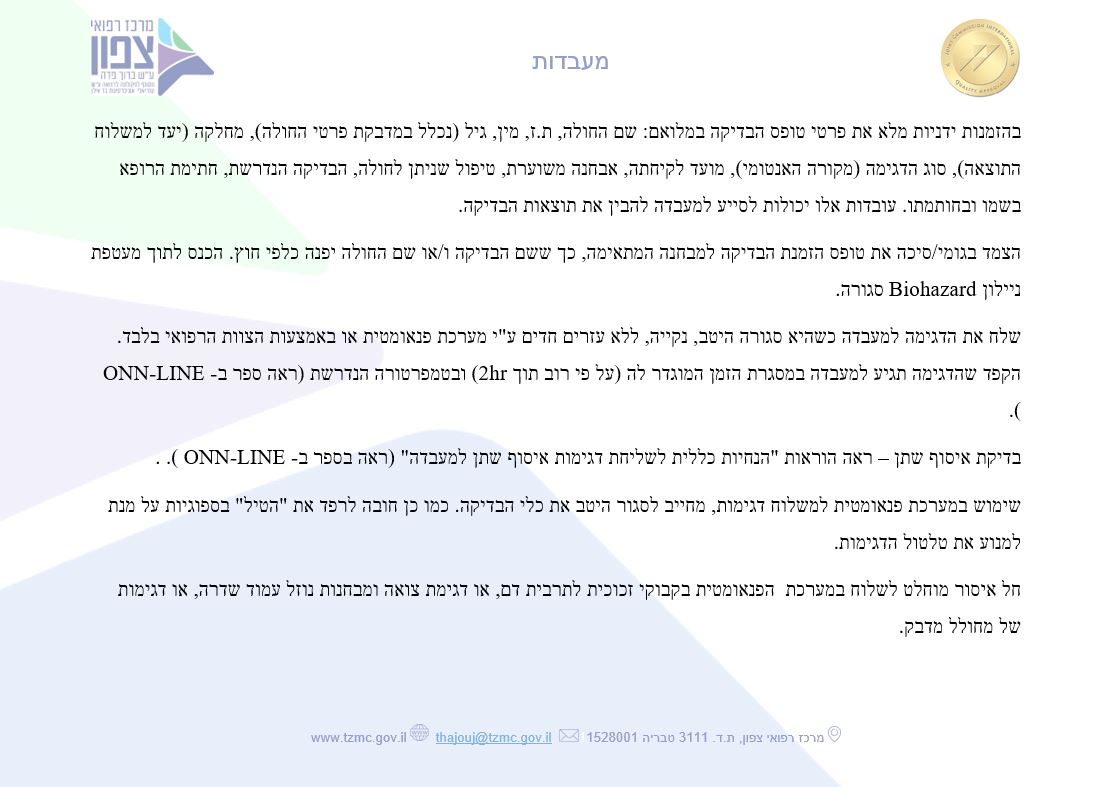 מרכז רפואי
צפון
ע״ש ברוך פדה
מעבדות
JOINT COMMISSION INTERNATIONAL
QUALITY APPROVAL
בהזמנות ידניות מלא את פרטי טופס הבדיקה במלואם: שם החולה, ת.ז, מין, גיל (נכלל במדבקת פרטי החולה), מחלקה (יעד למשלוח
התוצאה), סוג הדגימה (מקורה האנטומי), מועד לקיחתה, אבחנה משוערת, טיפול שניתן לחולה, הבדיקה הנדרשת, חתימת הרופא
בשמו ובחותמתו. עובדות אלו יכולות לסייע למעבדה להבין את תוצאות הבדיקה.
הצמד בגומי/סיכה את טופס הזמנת הבדיקה למבחנה המתאימה, כך ששם הבדיקה ו/או שם החולה יפנה כלפי חוץ. הכנס לתוך מעטפת
ניילון Biohazard סגורה.
שלח את הדגימה למעבדה כשהיא סגורה היטב, נקייה, ללא עזרים חדים ע"י מערכת פנאומטית או באמצעות הצוות הרפואי בלבד.
הקפד שהדגימה תגיע למעבדה במסגרת הזמן המוגדר לה (על פי רוב תוך 2hr) ובטמפרטורה הנדרשת (ראה ספר ב- ONN-LINE
).
בדיקת איסוף שתן – ראה הוראות "הנחיות כללית לשליחת דגימות איסוף שתן למעבדה" (ראה בספר ב- ONN-LINE ). .
שימוש במערכת פנאומטית למשלוח דגימות, מחייב לסגור היטב את כלי הבדיקה. כמו כן חובה לרפד את "הטיל" בספוגיות על מנת
למנוע את טלטול הדגימות.
חל איסור מוחלט לשלוח במערכת  הפנאומטית בקבוקי זכוכית לתרבית דם, או דגימת צואה ומבחנות נוזל עמוד שדרה, או דגימות
של מחולל מדבק.
מרכז רפואי צפון, ת.ד. 3111 טבריה 1528001 thajouj@tzmc.gov.il www.tzmc.gov.il